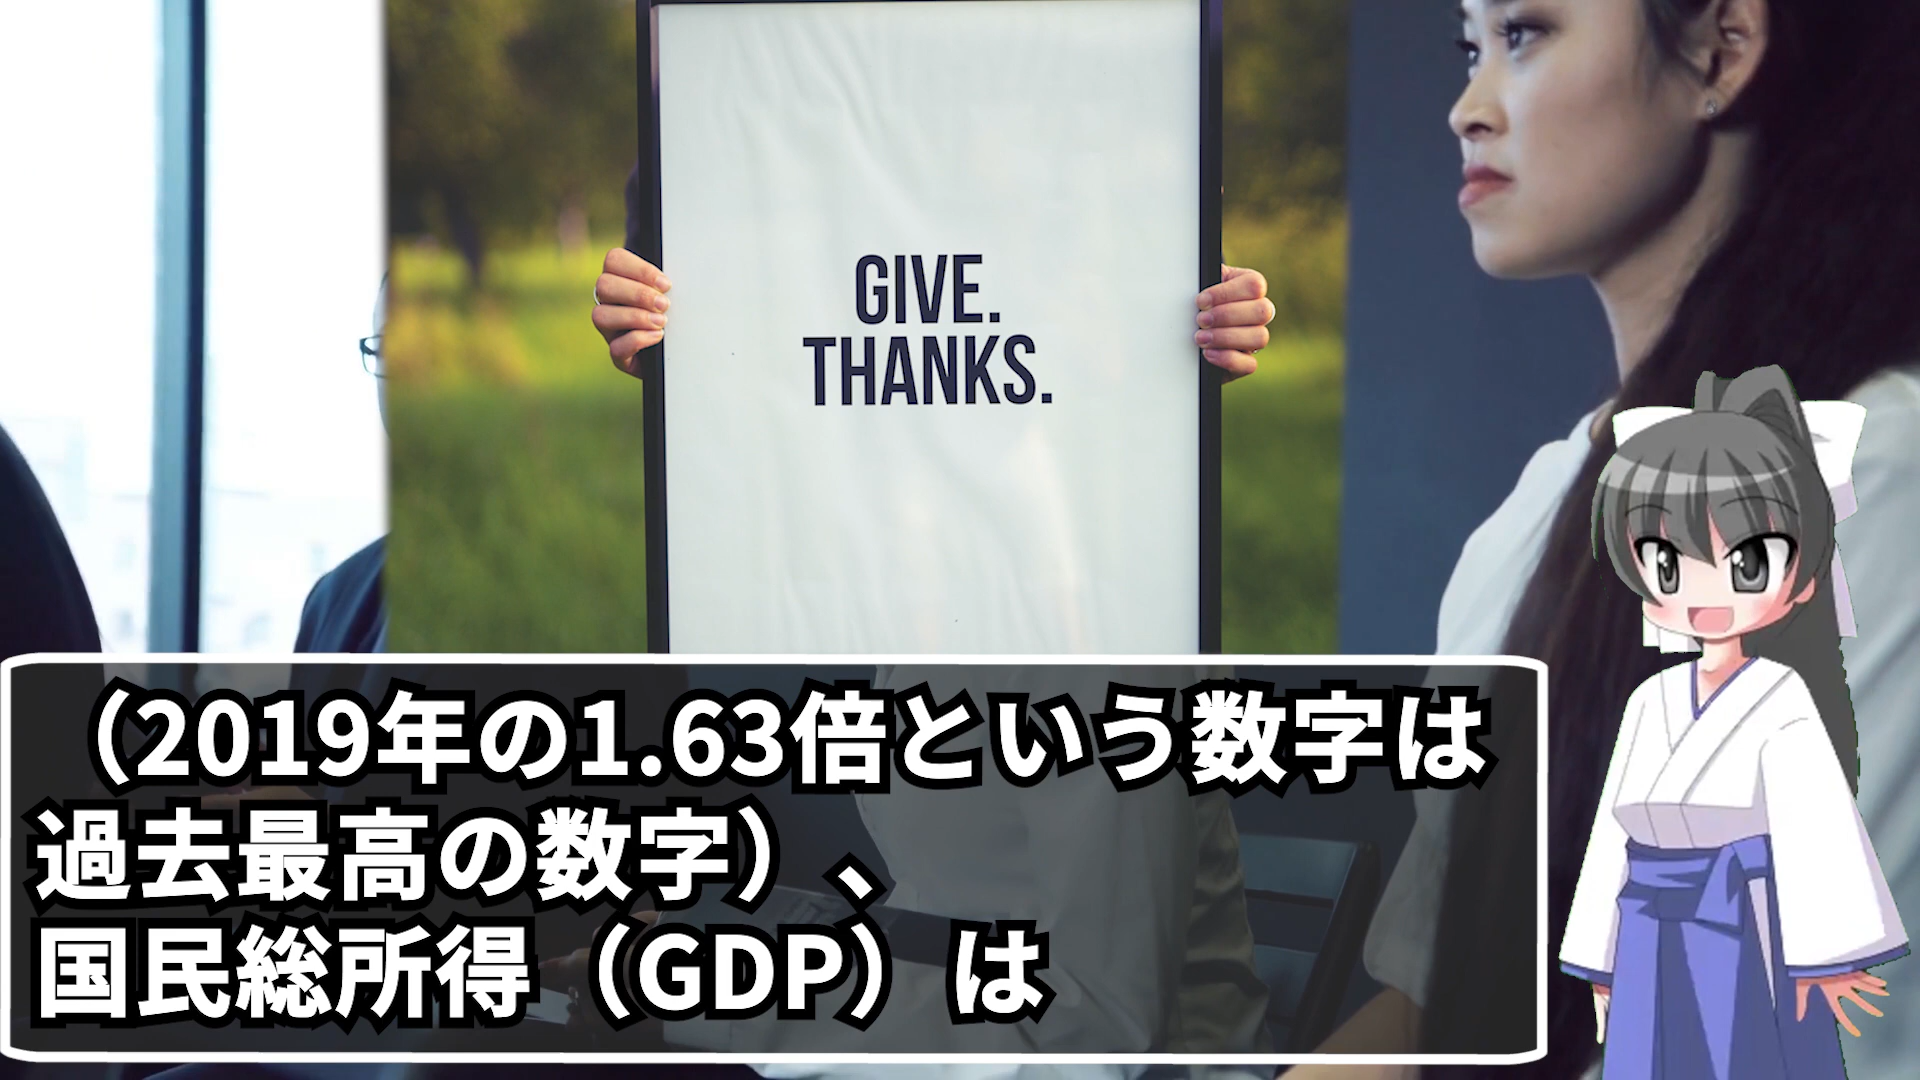 GIVE.
THANKS.
（2019年の1.63倍という数字は
過去最高の数字）、
国民総所得（GDP）は